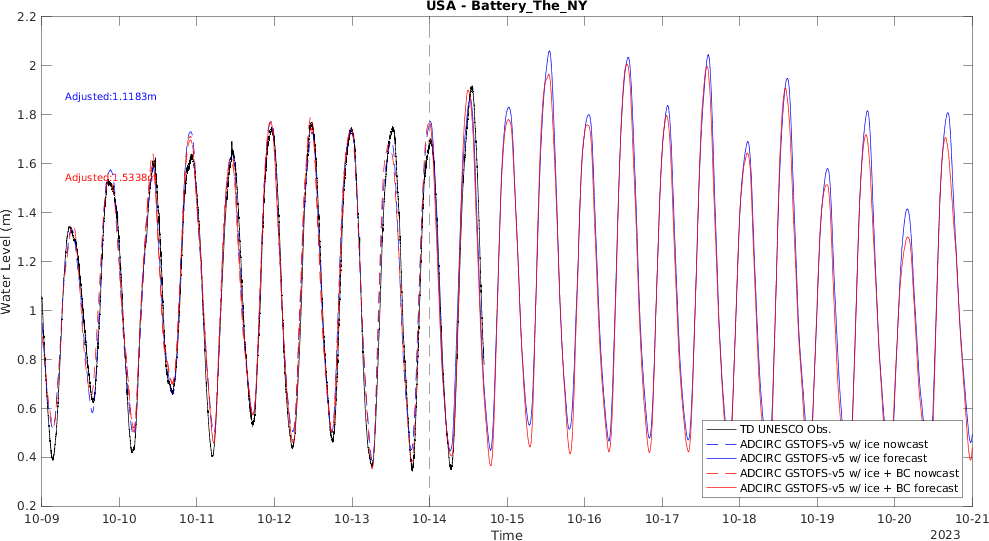 USA - Battery_The_NY
2.2
2
1.8
1.6
1.4
1.2
1
0.8
0.6
0.4
0.2
Water Level (m)
Adjusted:1.1183m
Adjusted:1.5338m
TD UNESCO Obs.
ADCIRC GSTOFS-v5 w/ ice nowcast
ADCIRC GSTOFS-v5 w/ ice forecast
ADCIRC GSTOFS-v5 w/ ice + BC nowcast
ADCIRC GSTOFS-v5 w/ ice + BC forecast
10-09 10-10 10-11 10-12 10-13 10-14 10-15 10-16 10-17 10-18 10-19 10-20 10-21
Time
2023